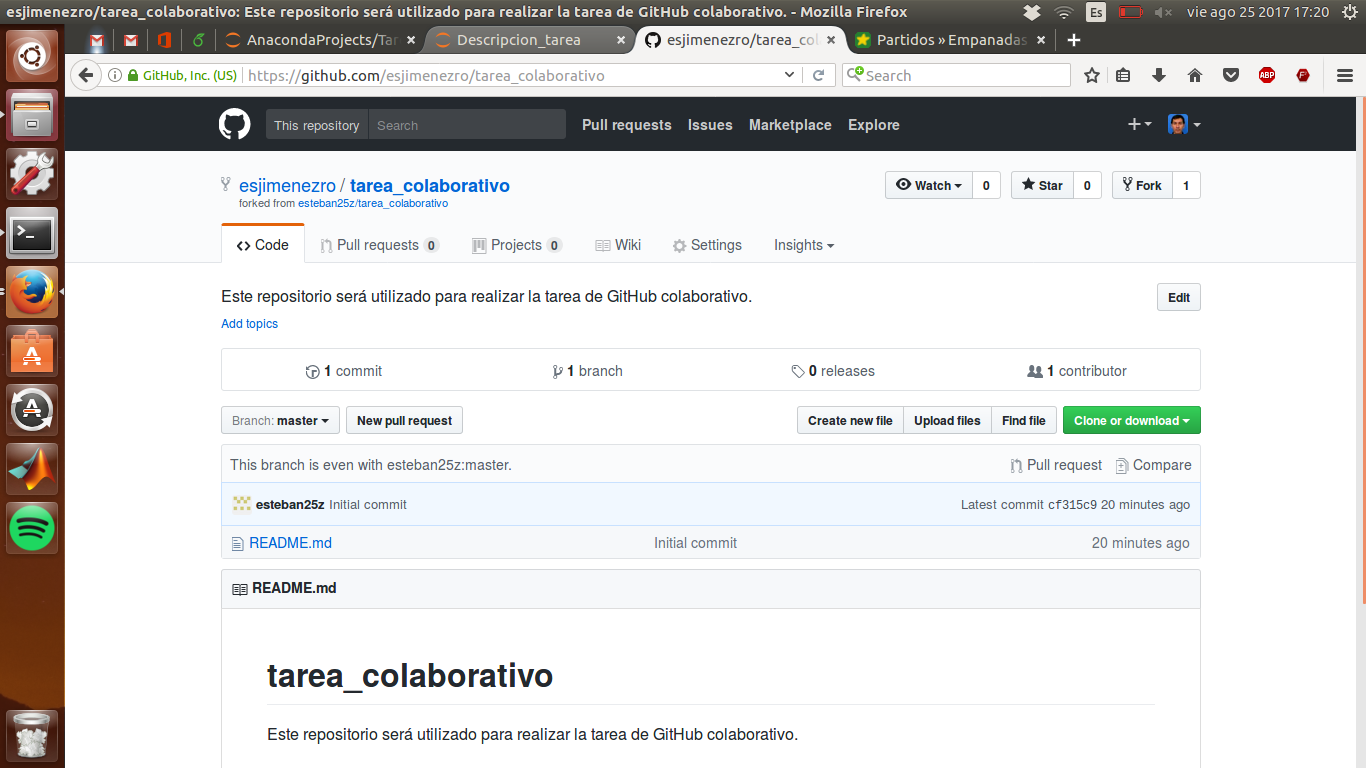 esjimenezro/tarea_colaborativo: Este repositorio será utilizado para realizar la tarea de GitHub colaborativo. - Mozilla Firefox
Es
vie ago 25 2017 17:20
AnacondaProjects/Tar
Descripcion_tarea
esjimenezro/tarea_col
Partidos » Empanadas
GitHub, Inc. (US)
https://github.com/esjimenezro/tarea_colaborativo
Search
ABP
This repository
Search
Pull requests
Issues
Marketplace
Explore
esjimenezro / tarea_colaborativo
forked from esteban25z/tarea_colaborativo
Watch 0
Star 0
Fork 1
Code
Pull requests 0
Projects 0
Wiki
Settings
Insights
Este repositorio será utilizado para realizar la tarea de GitHub colaborativo.
Edit
Add topics
1 commit
1 branch
0 releases
1 contributor
Branch: master
New pull request
Create new file
Upload files
Find file
Clone or download
This branch is even with esteban25z:master.
Pull request
Compare
esteban25z Initial commit
Latest commit cf315c9 20 minutes ago
README.md
Initial commit
20 minutes ago
README.md
tarea_colaborativo
Este repositorio será utilizado para realizar la tarea de GitHub colaborativo.